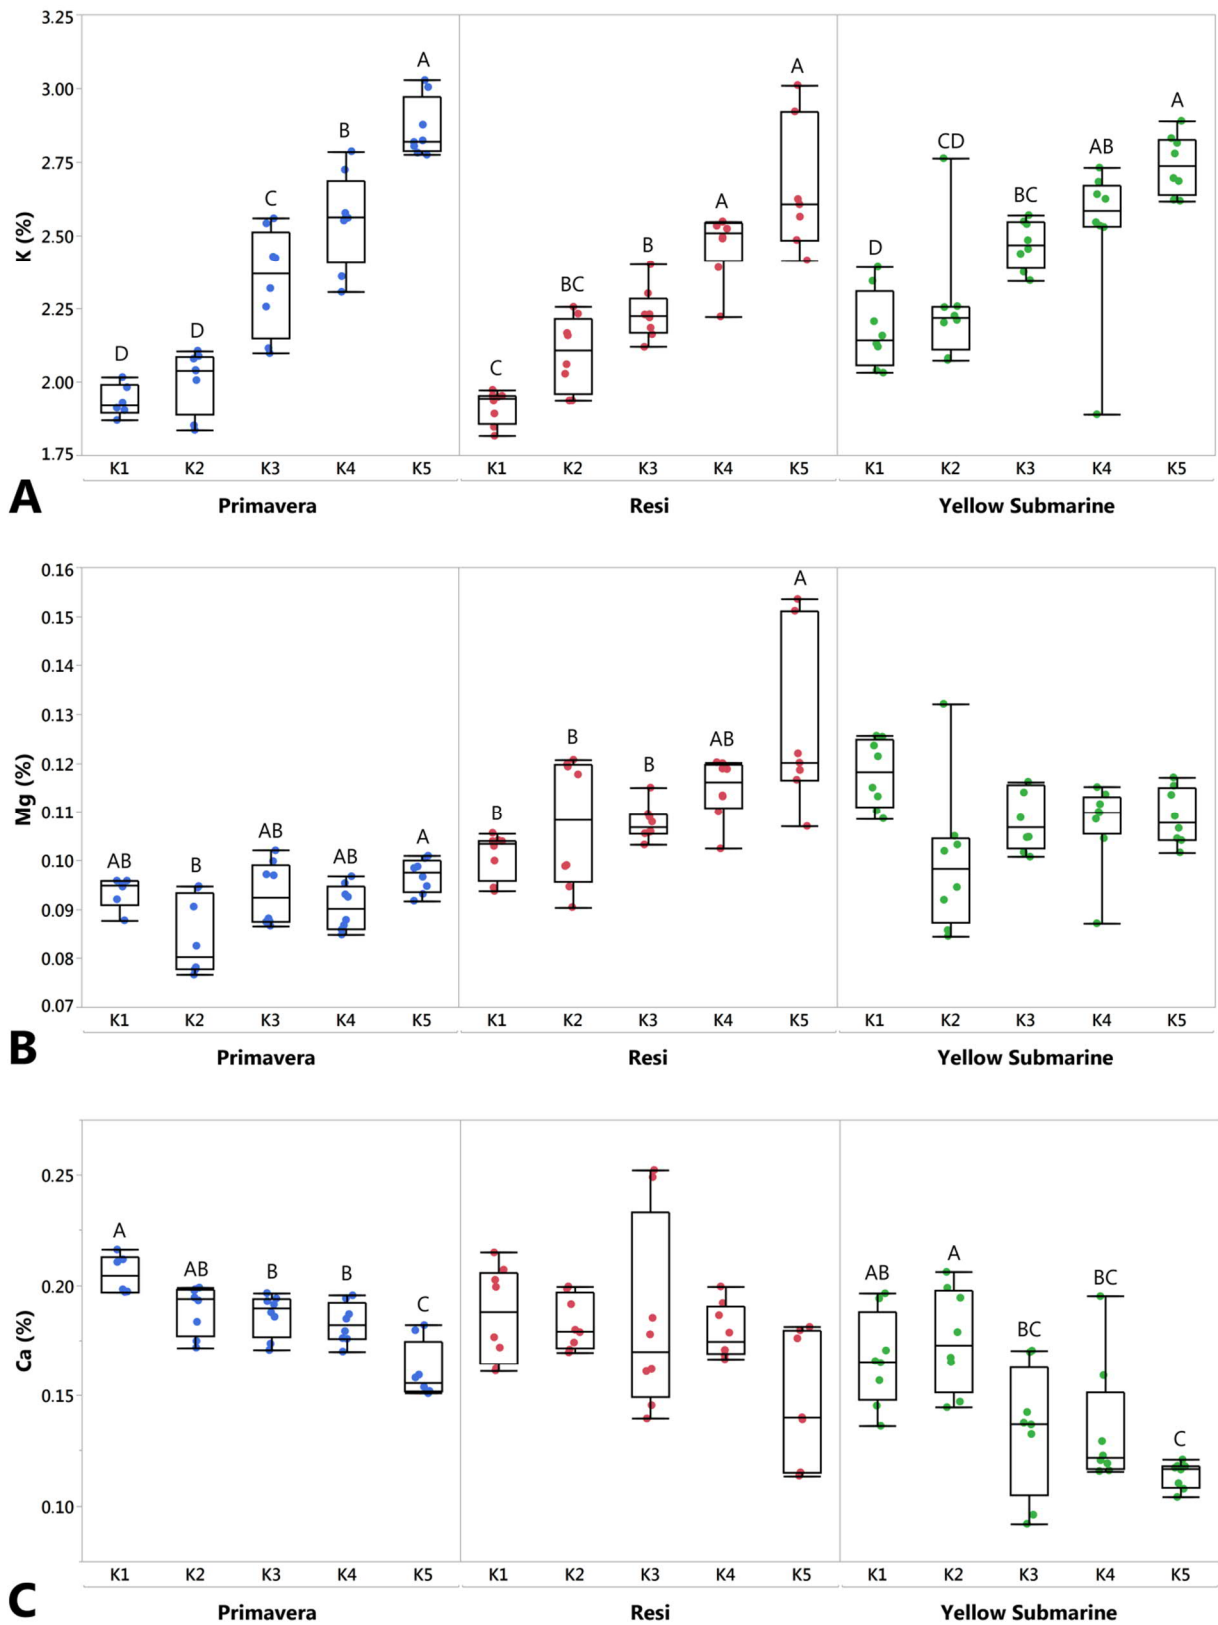 3.25
3.00
2.75
2.50
2.25
2.00
1.75
K (%)
D D C B A C BC B A A D CD BC AB A
K1 K2 K3 K4 K5 K1 K2 K3 K4 K5 K1 K2 K3 K4 K5
A Primavera Resi Yellow Submarine
0.16
0.15
0.14
0.13
0.12
0.11
0.10
0.09
0.08
0.07
Mg (%)
AB B AB AB A B B B AB A
K1 K2 K3 K4 K5 K1 K2 K3 K4 K5 K1 K2 K3 K4 K5
B Primavera Resi Yellow Submarine
0.25
0.20
0.15
0.10
Ca (%)
A AB B B C AB A BC BC C
K1 K2 K3 K4 K5 K1 K2 K3 K4 K5 K1 K2 K3 K4 K5
C Primavera Resi Yellow Submarine